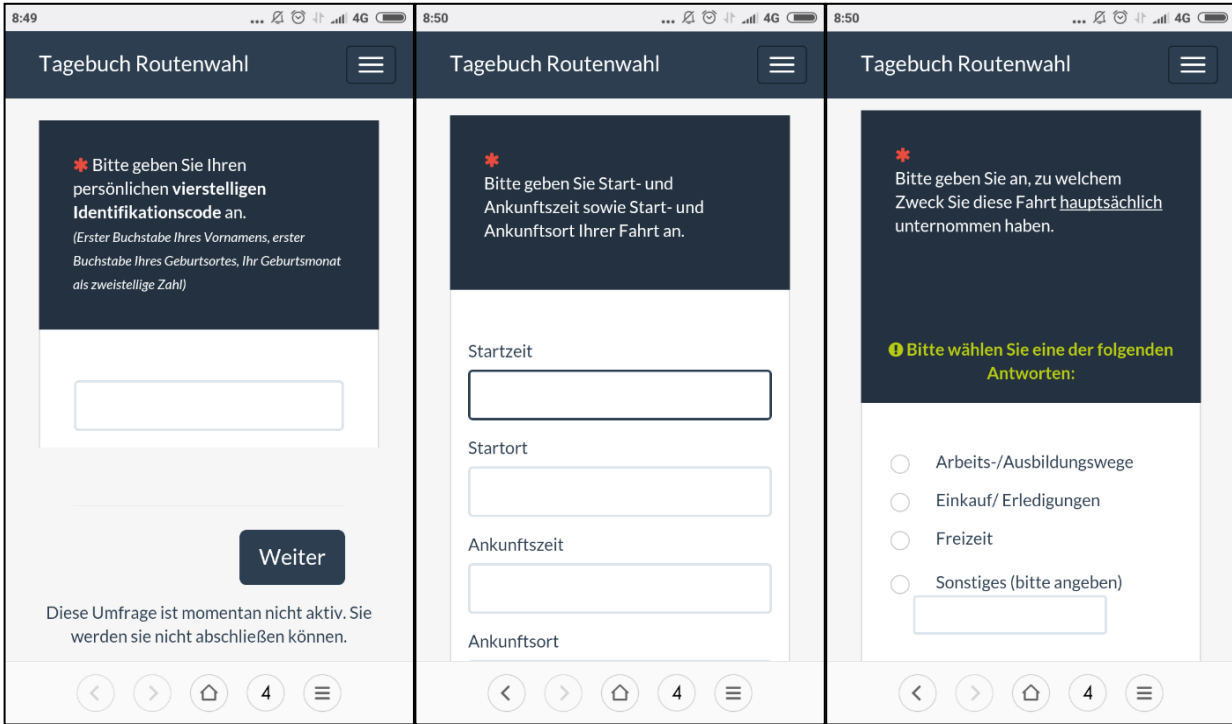 8:49
... 4G
Tagebuch Routenwahl
✱ Bitte geben Sie Ihren
persönlichen vierstelligen
Identifikationscode an.
(Erster Buchstabe Ihres Vornamens, erster
Buchstabe Ihres Geburtsortes, Ihr Geburtsmonat
als zweistellige Zahl)
Weiter
Diese Umfrage ist momentan nicht aktiv. Sie
werden sie nicht abschließen können.
4
8:50
... 4G
Tagebuch Routenwahl
✱
Bitte geben Sie Start- und
Ankunftszeit sowie Start- und
Ankunftsort Ihrer Fahrt an.
Startzeit
Startort
Ankunftszeit
Ankunftsort
4
8:50
... 4G
Tagebuch Routenwahl
✱
Bitte geben Sie an, zu welchem
Zweck Sie diese Fahrt hauptsächlich
unternommen haben.
Bitte wählen Sie eine der folgenden
Antworten:
Arbeits-/Ausbildungswege
Einkauf/ Erledigungen
Freizeit
Sonstiges (bitte angeben)
4